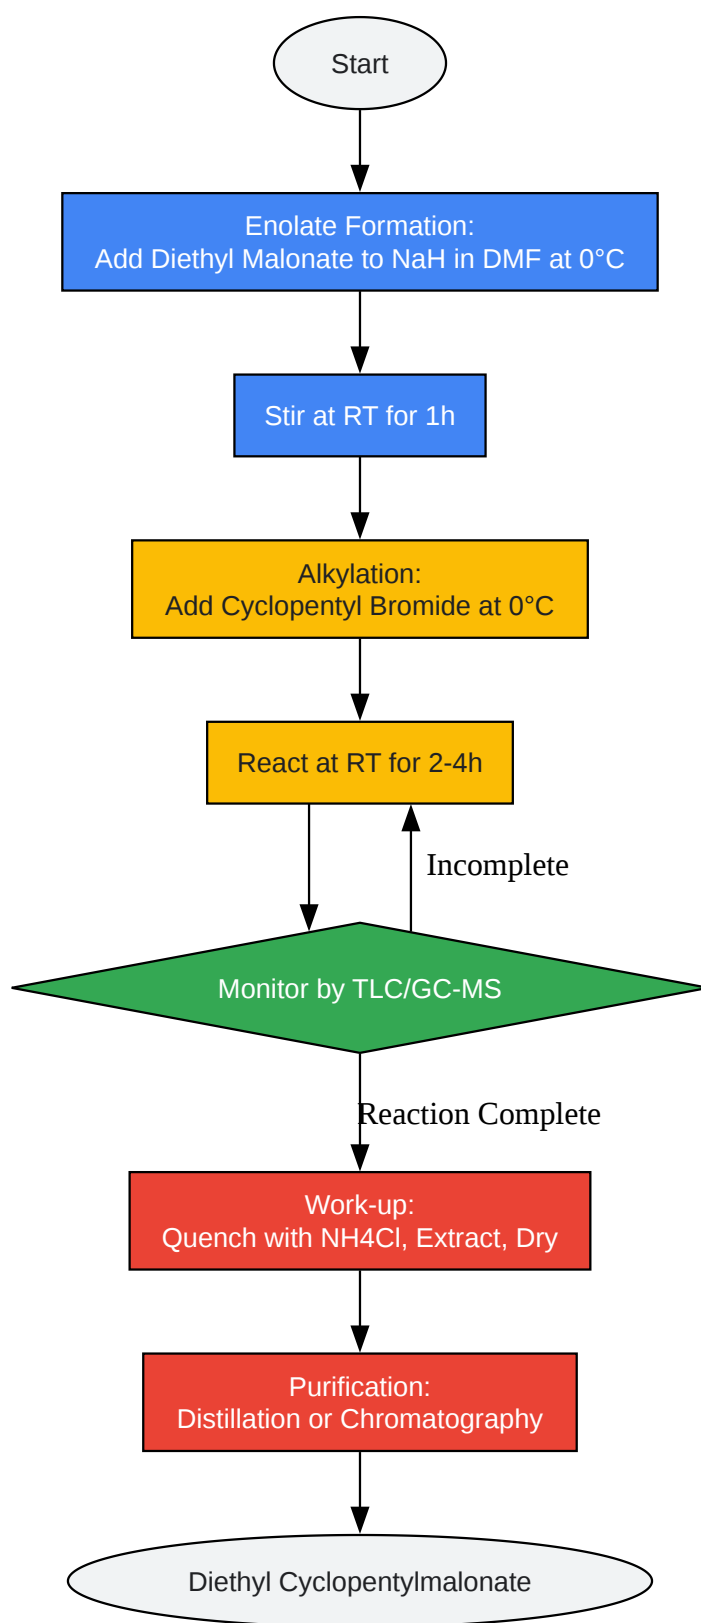 Start
Enolate Formation:
Add Diethyl Malonate to NaH in DMF at 0°C
Stir at RT for 1h
Alkylation:
Add Cyclopentyl Bromide at 0°C
React at RT for 2-4h
Incomplete
Monitor by TLC/GC-MS
Reaction Complete
Work-up:
Quench with NH4Cl, Extract, Dry
Purification:
Distillation or Chromatography
Diethyl Cyclopentylmalonate